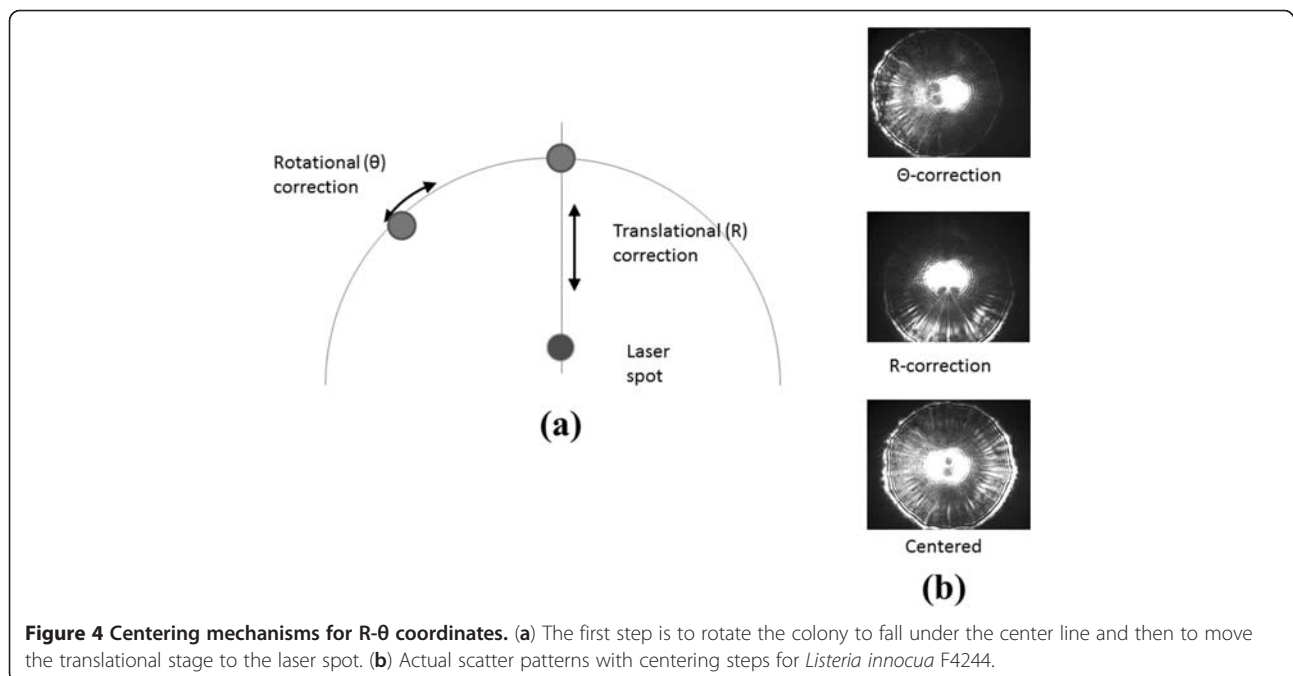 Rotational (θ)
correction
Translational (R)
correction
Laser
spot
(a)
Θ-correction
R-correction
Centered
(b)
Figure 4 Centering mechanisms for R-θ coordinates. (a) The first step is to rotate the colony to fall under the center line and then to move
the translational stage to the laser spot. (b) Actual scatter patterns with centering steps for Listeria innocua F4244.